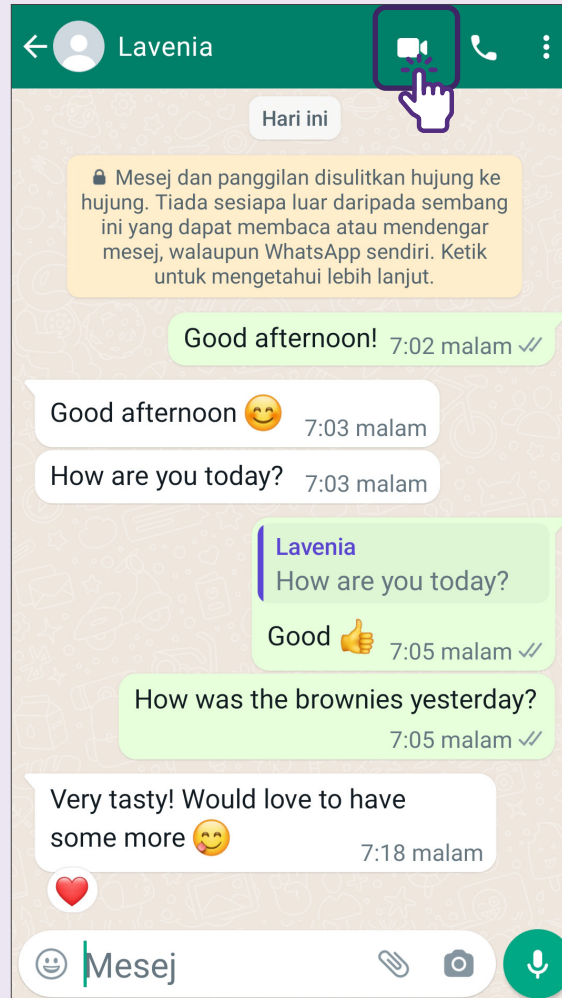 Lavenia
Hari ini
Mesej dan panggilan disulitkan hujung ke
hujung. Tiada sesiapa luar daripada sembang
ini yang dapat membaca atau mendengar
mesej, walaupun WhatsApp sendiri. Ketik
untuk mengetahui lebih lanjut.
Good afternoon! 7:02 malam
Good afternoon 😊 7:03 malam
How are you today? 7:03 malam
Lavenia
How are you today?
Good 👍 7:05 malam
How was the brownies yesterday?
7:05 malam
Very tasty! Would love to have
some more 😋 7:18 malam
Mesej